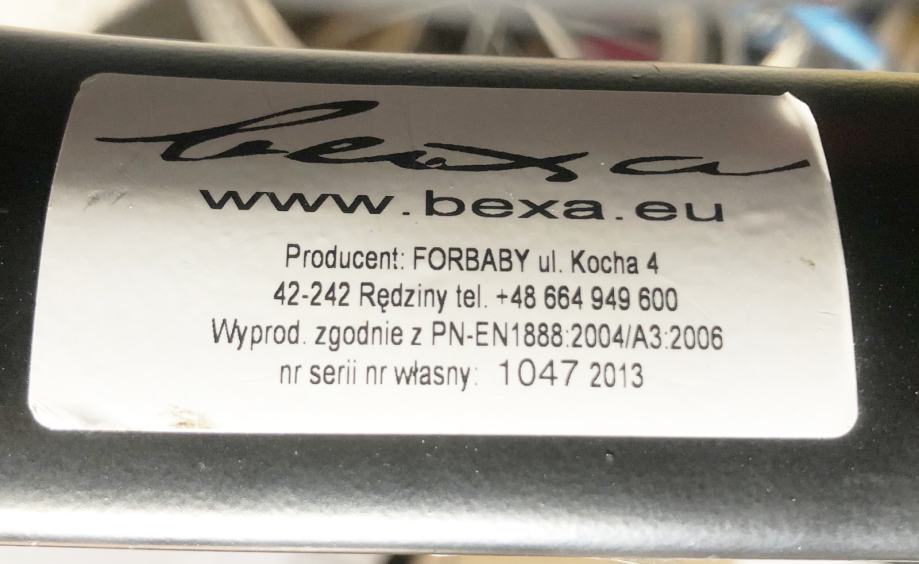 bexa
www.bexa.eu
Producent: FORBABY ul. Kocha 4
42-242 Rędziny tel. +48 664 949 600
Wyprod. zgodnie z PN-EN1888:2004/A3:2006
nr serii nr własny: 1047 2013